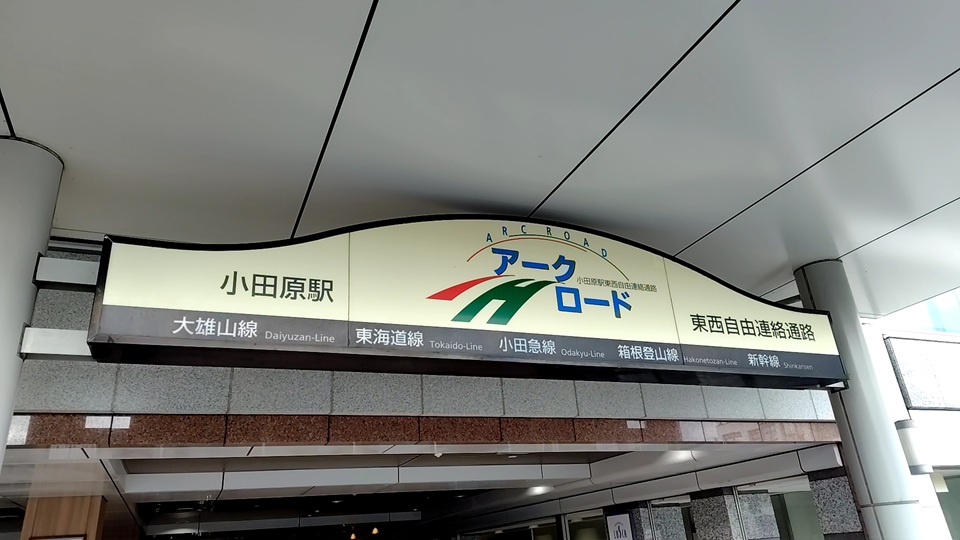 小田原駅
ARC ROAD
アーク
ロード
小田原駅東西自由連絡通路
東西自由連絡通路
大雄山線 Daiyuzan-Line 東海道線 Tokaido-Line 小田急線 Odakyu-Line 箱根登山線 Hakonetozan-Line 新幹線 Shinkansen